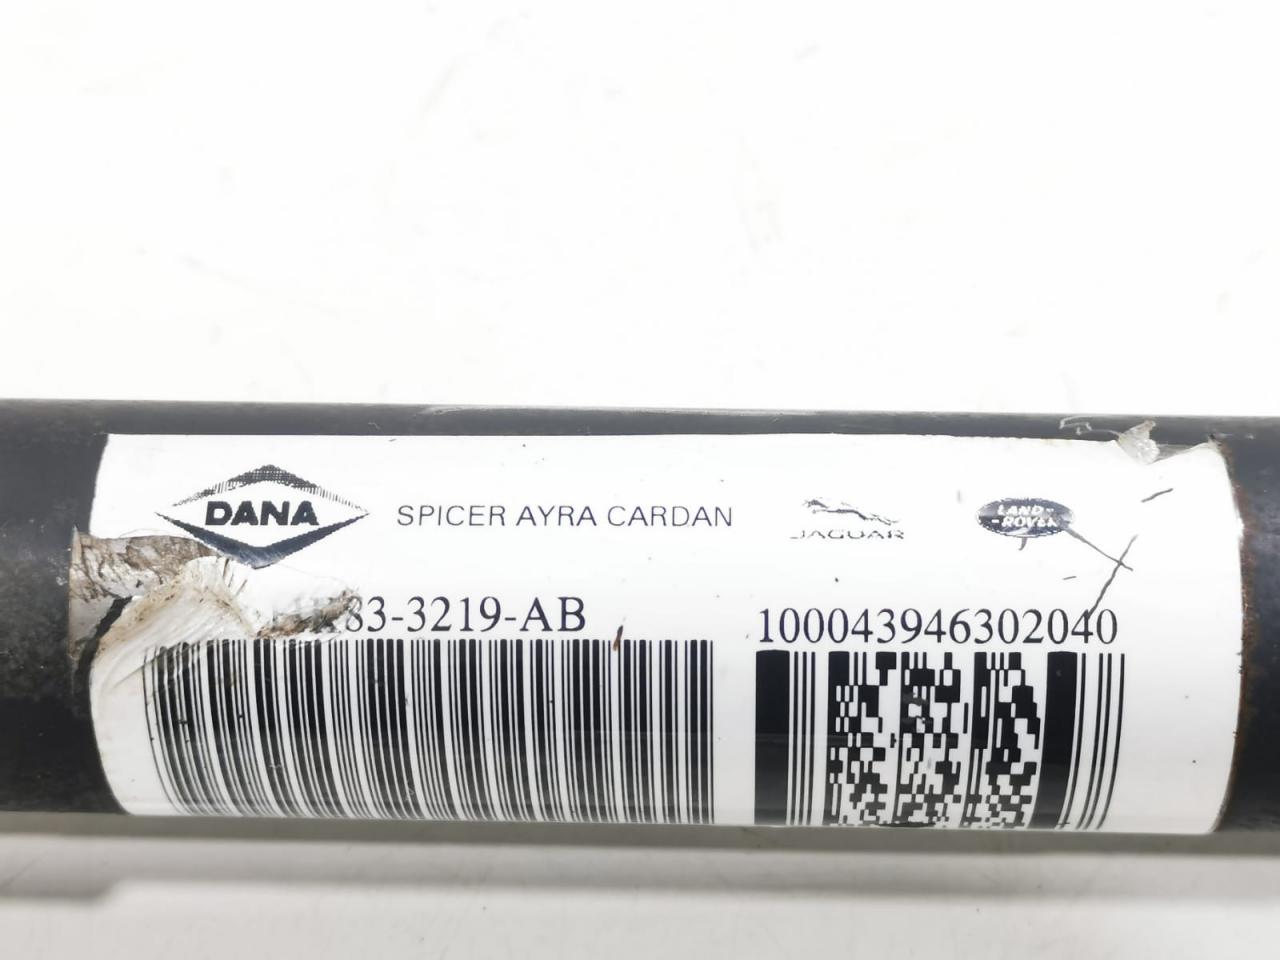 DANA
SPICER AYRA CARDAN
JAGUAR
LAND-
-ROVER
83-3219-AB
100043946302040